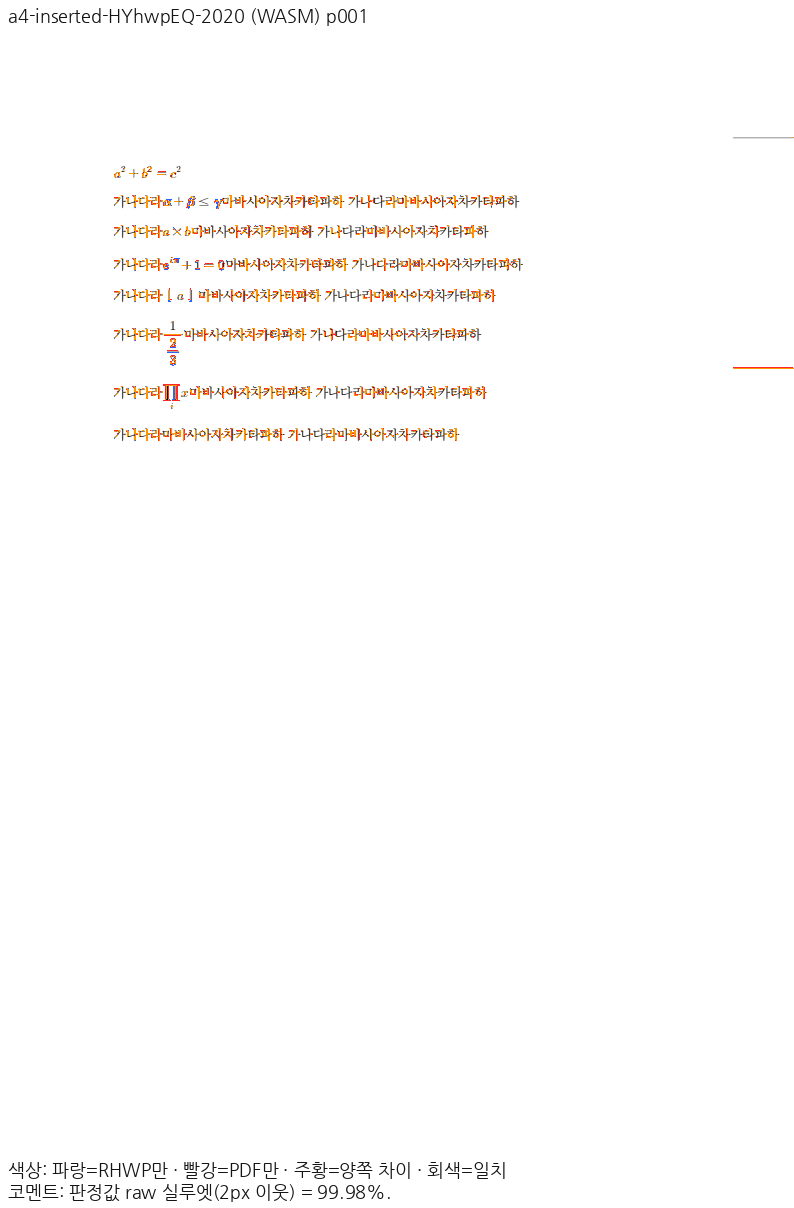 a4-inserted-HYhwpEQ-2020 (WASM) p001
a² + b² = c²
가나다라α + β ≤ γ마바사아자차카타파하 가나다라마바사아자차카타파하
가나다라a × b마바사아자차카타파하 가나다라마바사아자차카타파하
가나다라e^{iπ} + 1 = 0마바사아자차카타파하 가나다라마바사아자차카타파하
가나다라⌊ a ⌋마바사아자차카타파하 가나다라마바사아자차카타파하
가나다라 1/(2/3) 마바사아자차카타파하 가나다라마바사아자차카타파하
가나다라∏_i x마바사아자차카타파하 가나다라마바사아자차카타파하
가나다라마바사아자차카타파하 가나다라마바사아자차카타파하
색상: 파랑=RHWP만 · 빨강=PDF만 · 주황=양쪽 차이 · 회색=일치
코멘트: 판정값 raw 실루엣(2px 이웃) = 99.98%.